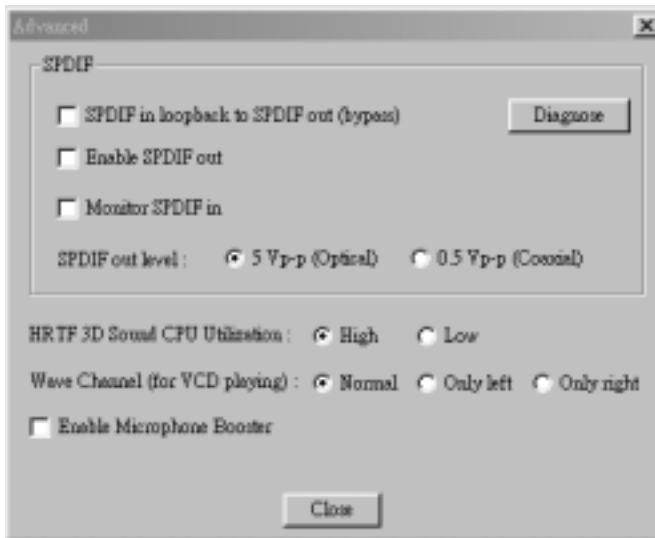 Advanced
SPDIF
SPDIF in loopback to SPDIF out (bypass)
Diagnose
Enable SPDIF out
Monitor SPDIF in
SPDIF out level : 5 Vp-p (Optical) 0.5 Vp-p (Coaxial)
HRTF 3D Sound CPU Utilization : High Low
Wave Channel (for VCD playing) : Normal Only left Only right
Enable Microphone Booster
Close